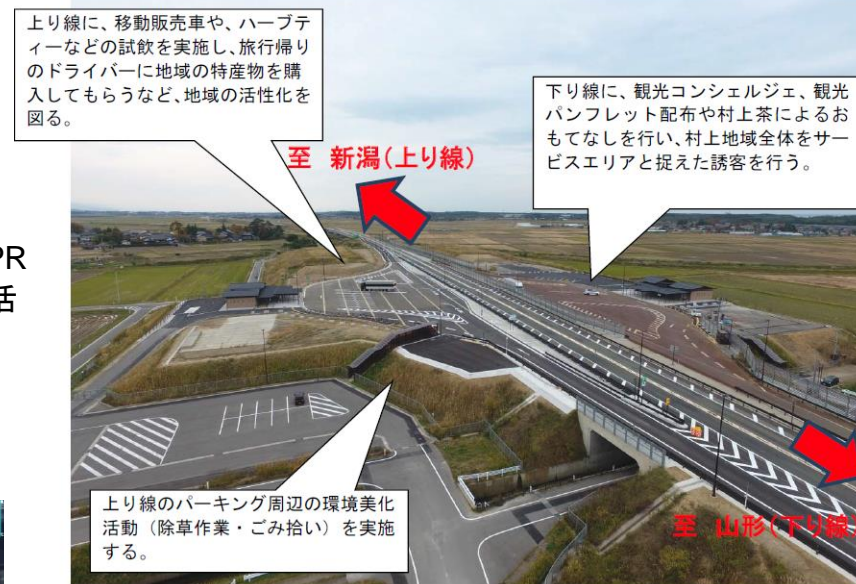 上り線に、移動販売車や、ハーブテ
ィーなどの試飲を実施し、旅行帰り
のドライバーに地域の特産物を購
入してもらうなど、地域の活性化を
図る。
下り線に、観光コンシェルジェ、観光
パンフレット配布や村上茶によるお
もてなしを行い、村上地域全体をサー
ビスエリアと捉えた誘客を行う。
至 新潟(上り線)
PR
活
上り線のパーキング周辺の環境美化
活動（除草作業・ごみ拾い）を実施
する。
至 山形(下り線)